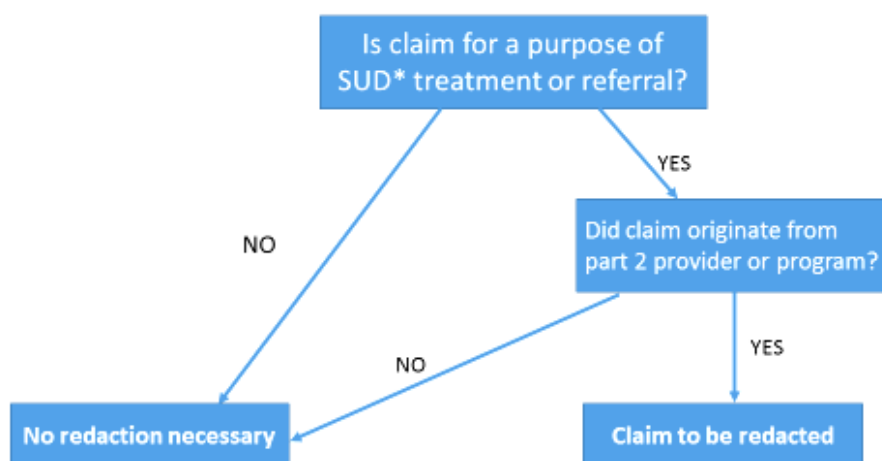 Is claim for a purpose of
SUD* treatment or referral?
YES
NO
Did claim originate from
part 2 provider or program?
NO
YES
No redaction necessary
Claim to be redacted